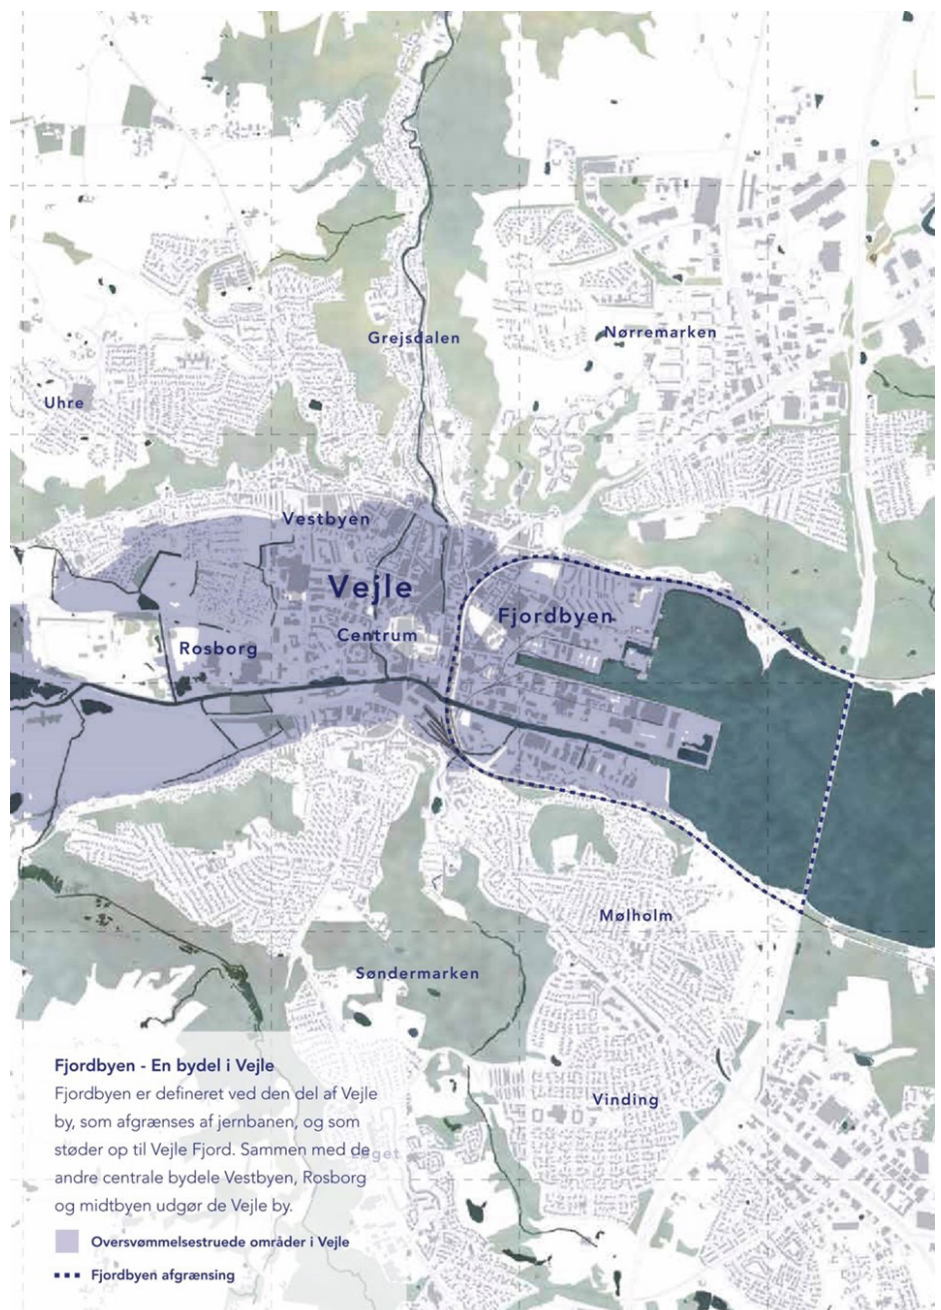 Grejsdalen
Nørremarken
Uhre
Vestbyen
Vejle
Fjordbyen
Centrum
Rosborg
Mølholm
Søndermarken
Vinding
Fjordbyen - En bydel i Vejle
Fjordbyen er defineret ved den del af Vejle
by, som afgrænses af jernbanen, og som
støder op til Vejle Fjord. Sammen med de
andre centrale bydele Vestbyen, Rosborg
og midtbyen udgør de Vejle by.
Oversvømmelsestruede områder i Vejle
Fjordbyen afgrænsing